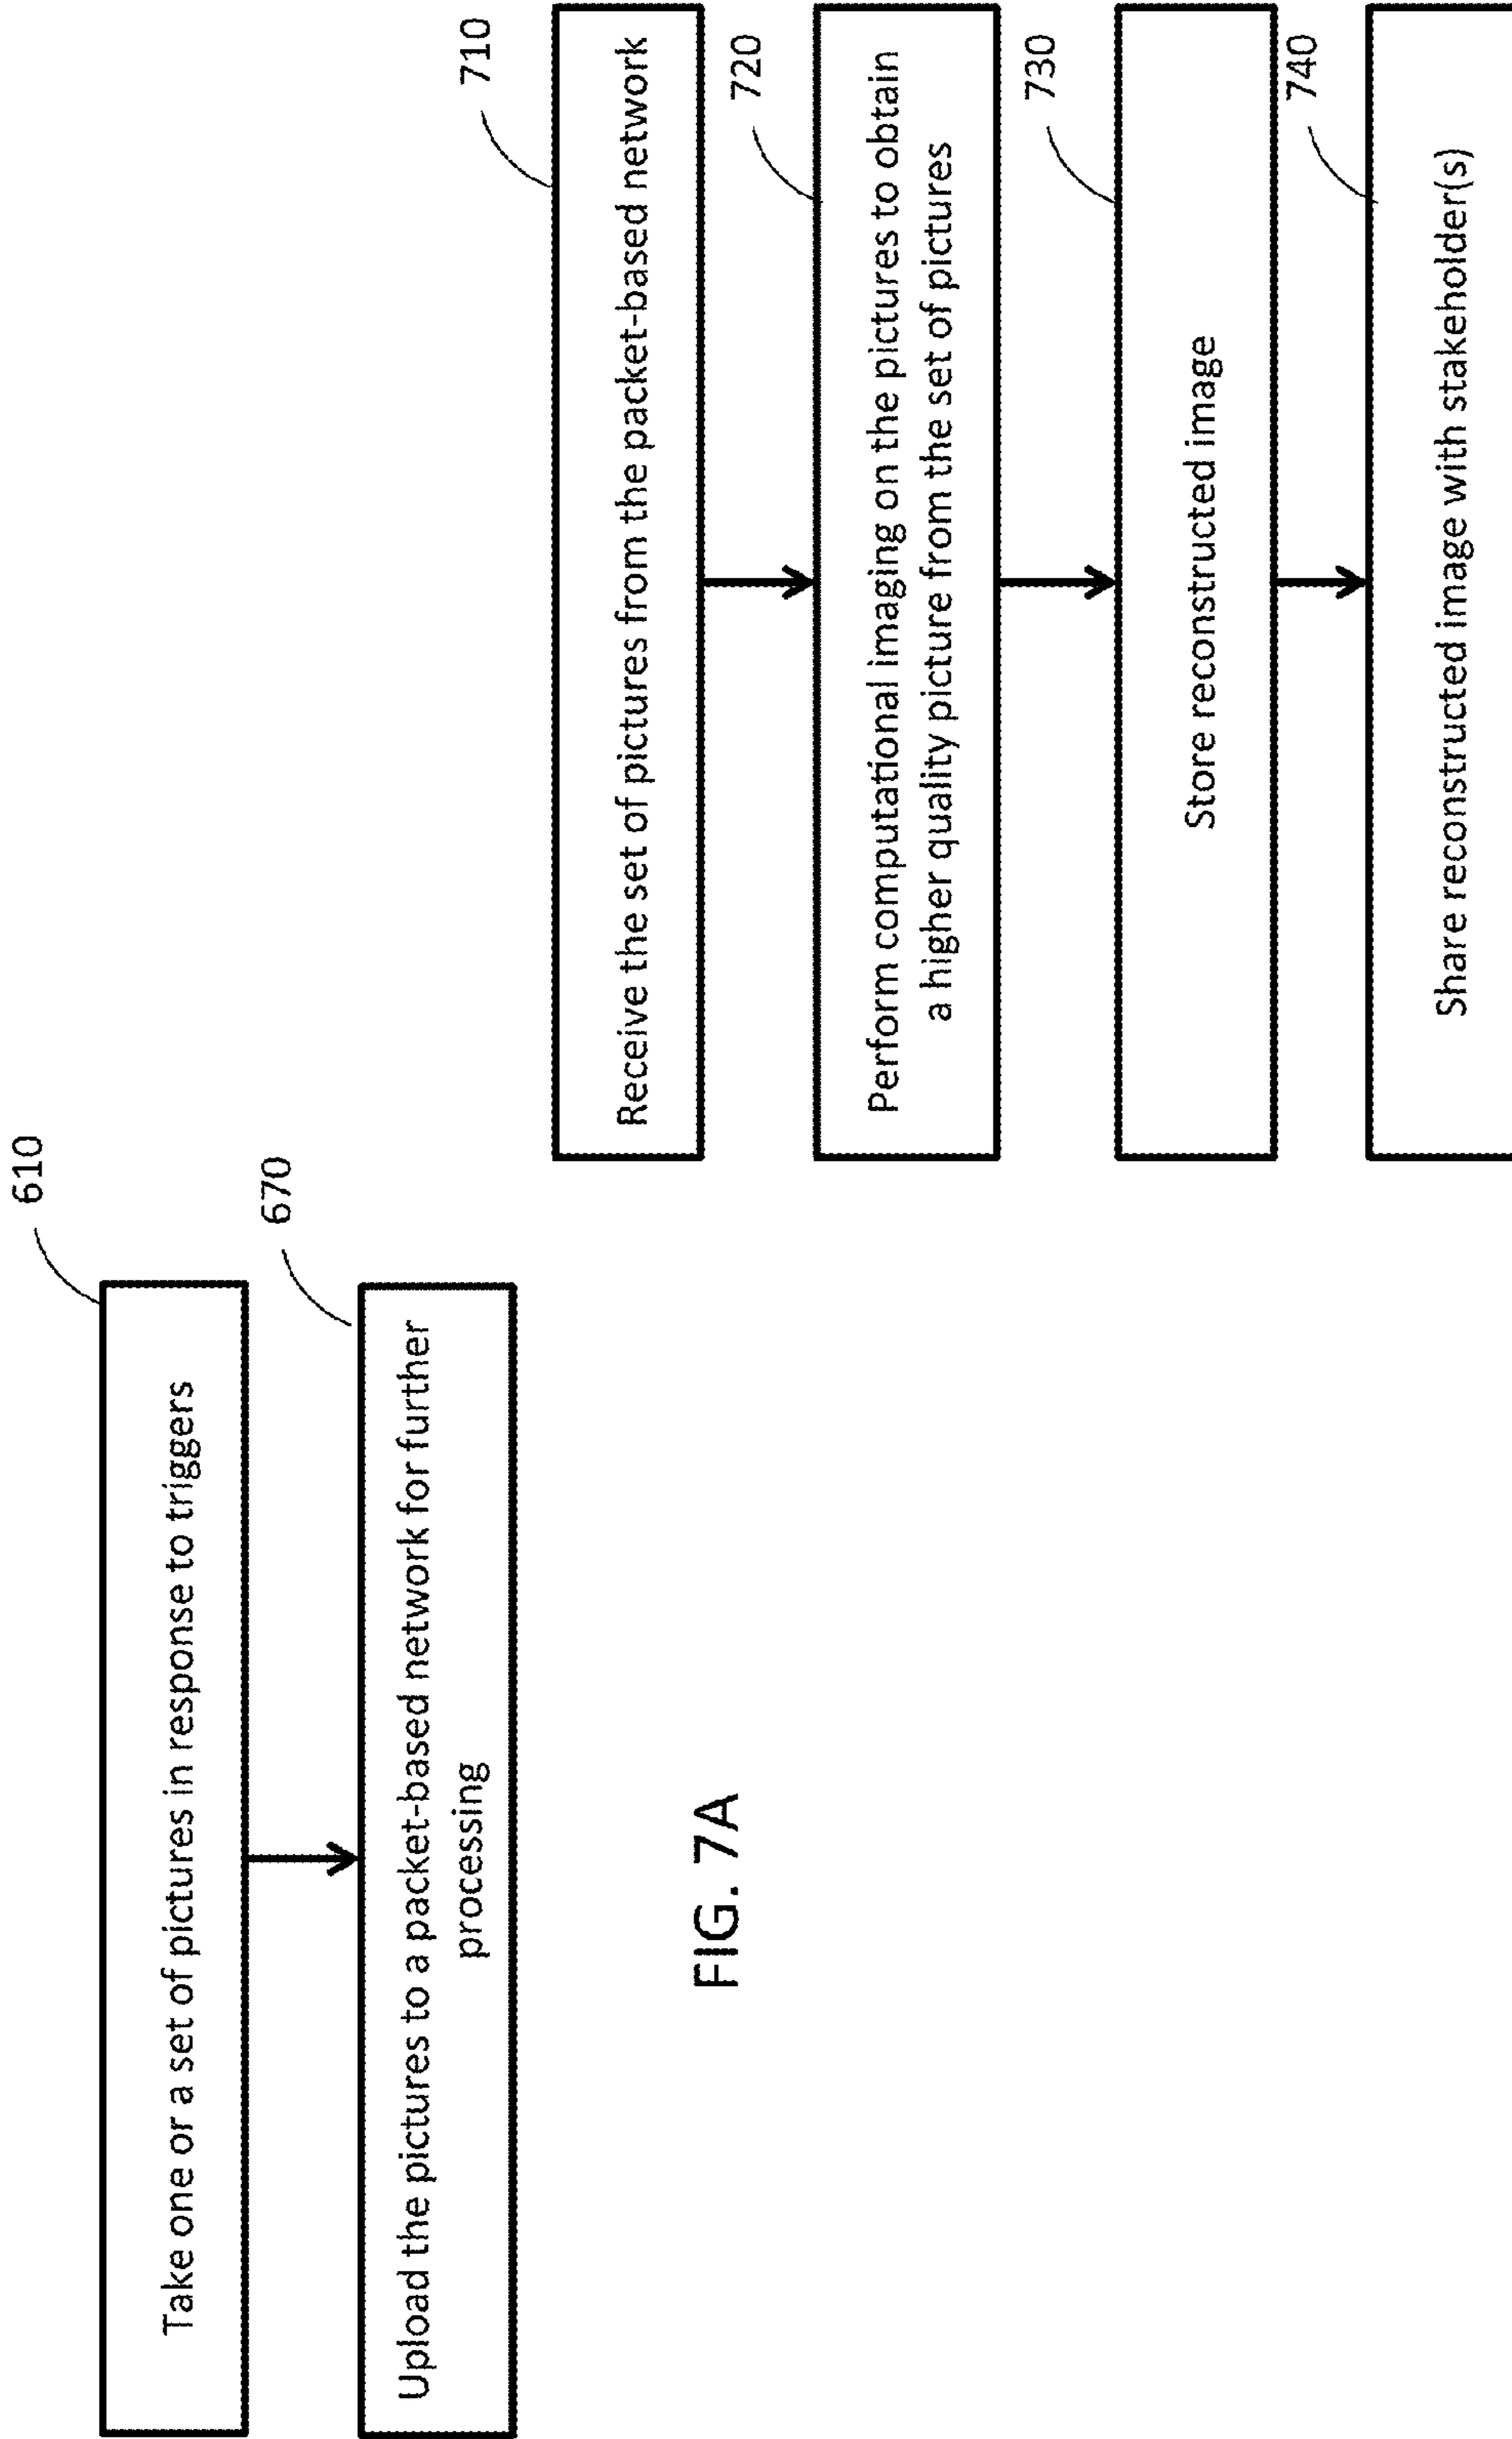 610
Take one or a set of pictures in response to triggers
670
Upload the pictures to a packet-based network for further
processing
FIG. 7A
710
Receive the set of pictures from the packet-based network
720
Perform computational imaging on the pictures to obtain
a higher quality picture from the set of pictures
730
Store reconstructed image
740
Share reconstructed image with stakeholder(s)